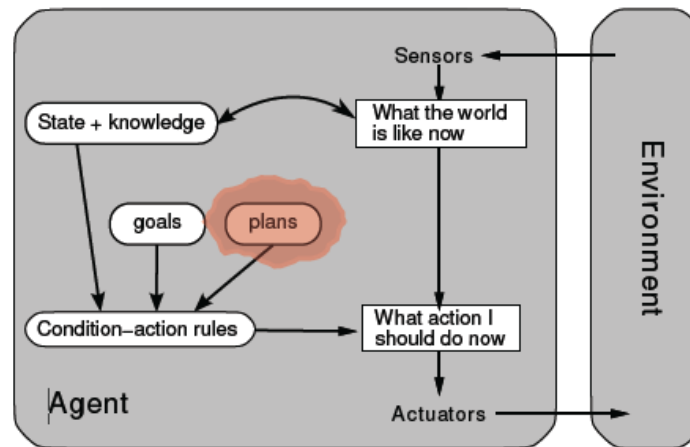 Sensors
State + knowledge
What the world
is like now
goals
plans
Condition–action rules
What action I
should do now
Agent
Actuators
Environment